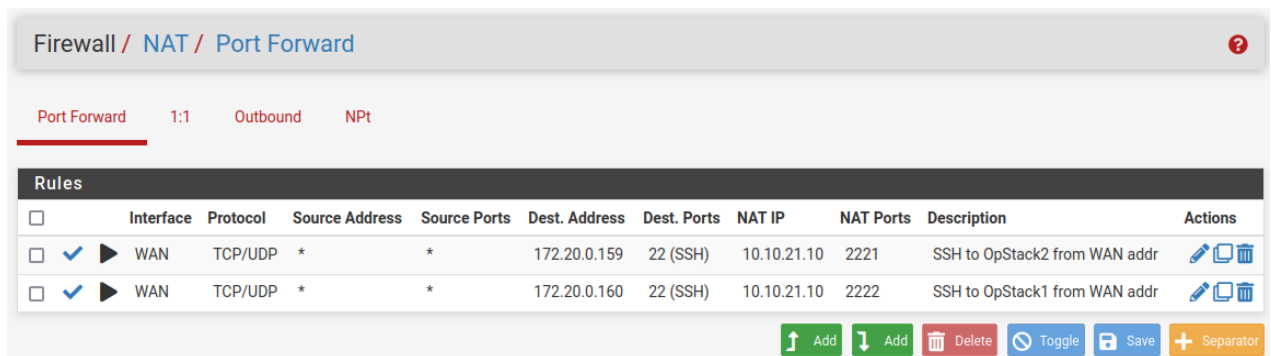 Firewall / NAT / Port Forward
Port Forward 1:1 Outbound NPt
Rules
Interface Protocol Source Address Source Ports Dest. Address Dest. Ports NAT IP NAT Ports Description Actions
WAN TCP/UDP * * 172.20.0.159 22 (SSH) 10.10.21.10 2221 SSH to OpStack2 from WAN addr
WAN TCP/UDP * * 172.20.0.160 22 (SSH) 10.10.21.10 2222 SSH to OpStack1 from WAN addr
Add Add Delete Toggle Save Separator